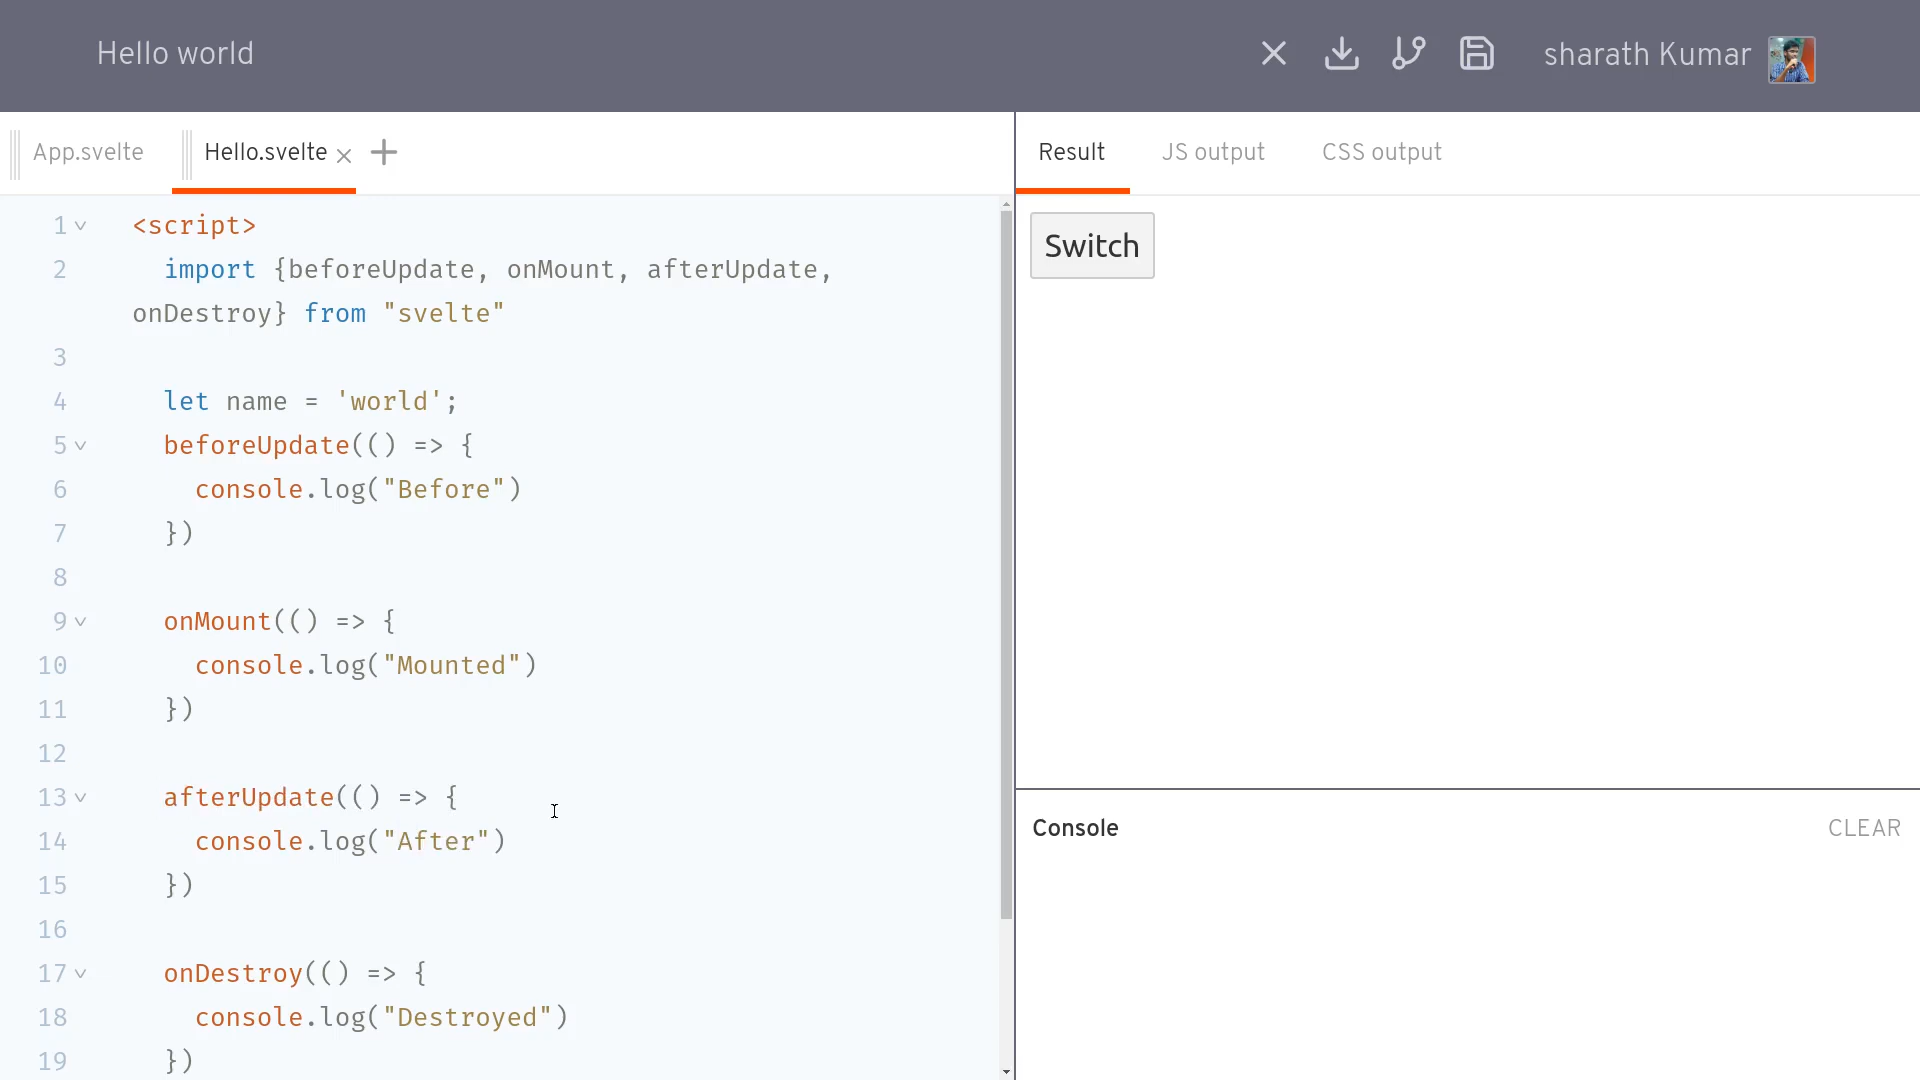 Hello world
sharath Kumar
App.svelte
Hello.svelte
Result
JS output
CSS output
1 <script>
2 import {beforeUpdate, onMount, afterUpdate,
onDestroy} from "svelte"
3
4 let name = 'world';
5 beforeUpdate(() => {
6 console.log("Before")
7 })
8
9 onMount(() => {
10 console.log("Mounted")
11 })
12
13 afterUpdate(() => {
14 console.log("After")
15 })
16
17 onDestroy(() => {
18 console.log("Destroyed")
19 })
Switch
Console
CLEAR